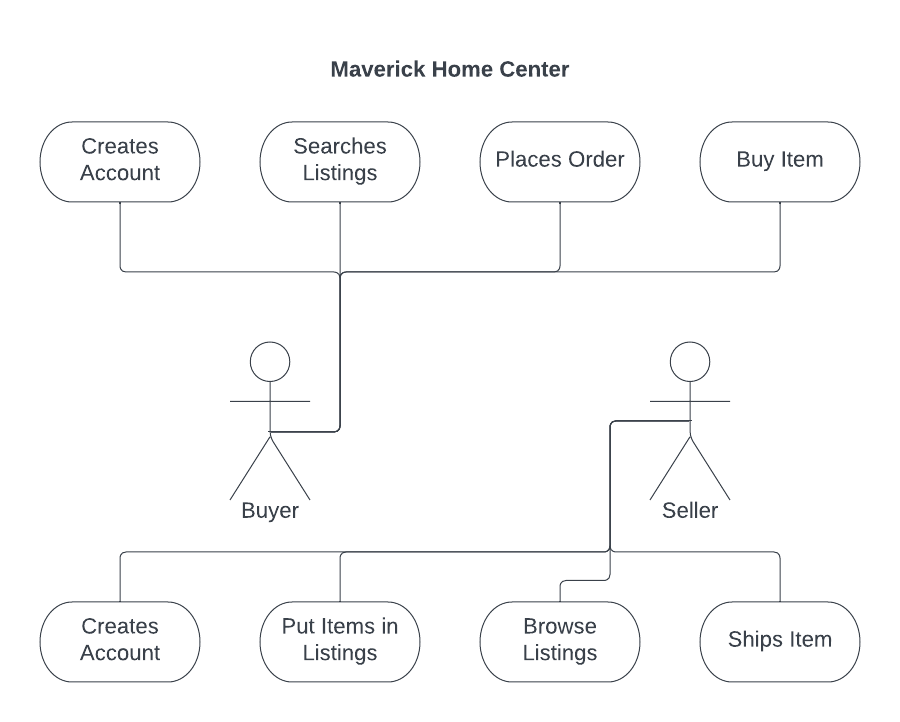 Maverick Home Center
Creates
Account
Searches
Listings
Places Order
Buy Item
Buyer
Seller
Creates
Account
Put Items in
Listings
Browse
Listings
Ships Item